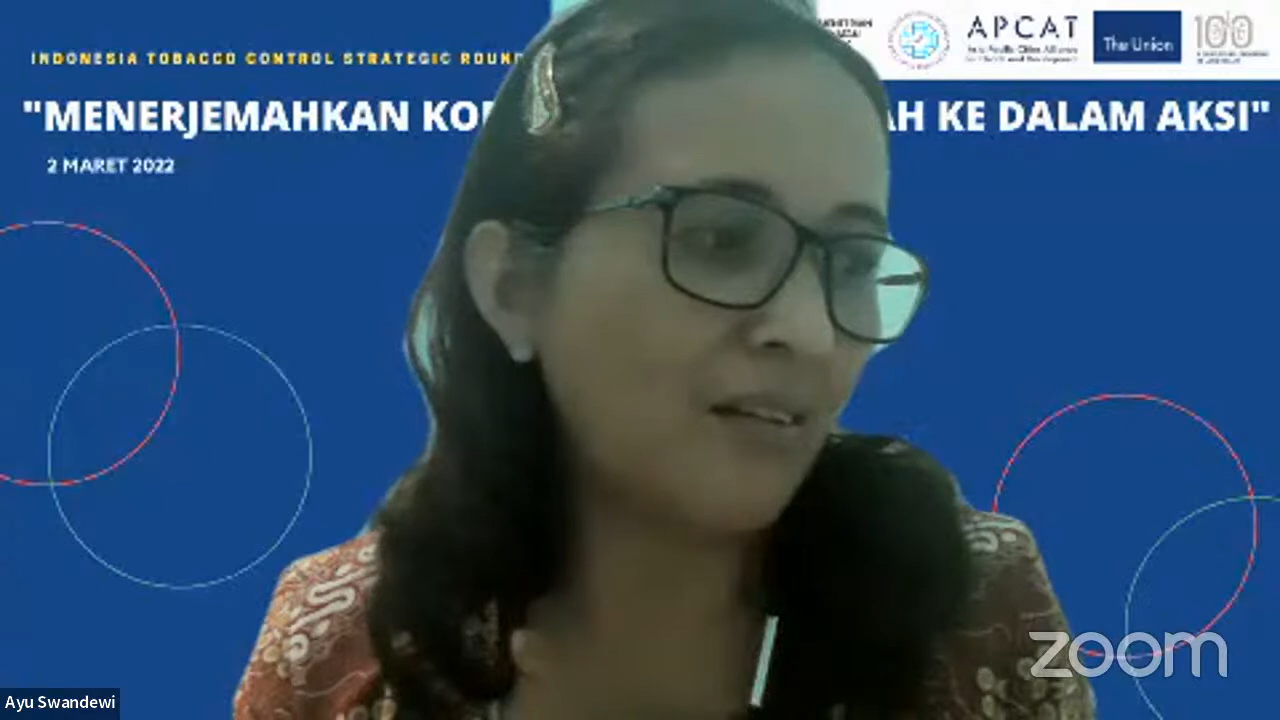 INDONESIA TOBACCO CONTROL STRATEGIC ROUN
APCAT
The Union
100
"MENERJEMAHKAN KO
AH KE DALAM AKSI"
2 MARET 2022
zoom
Ayu Swandewi